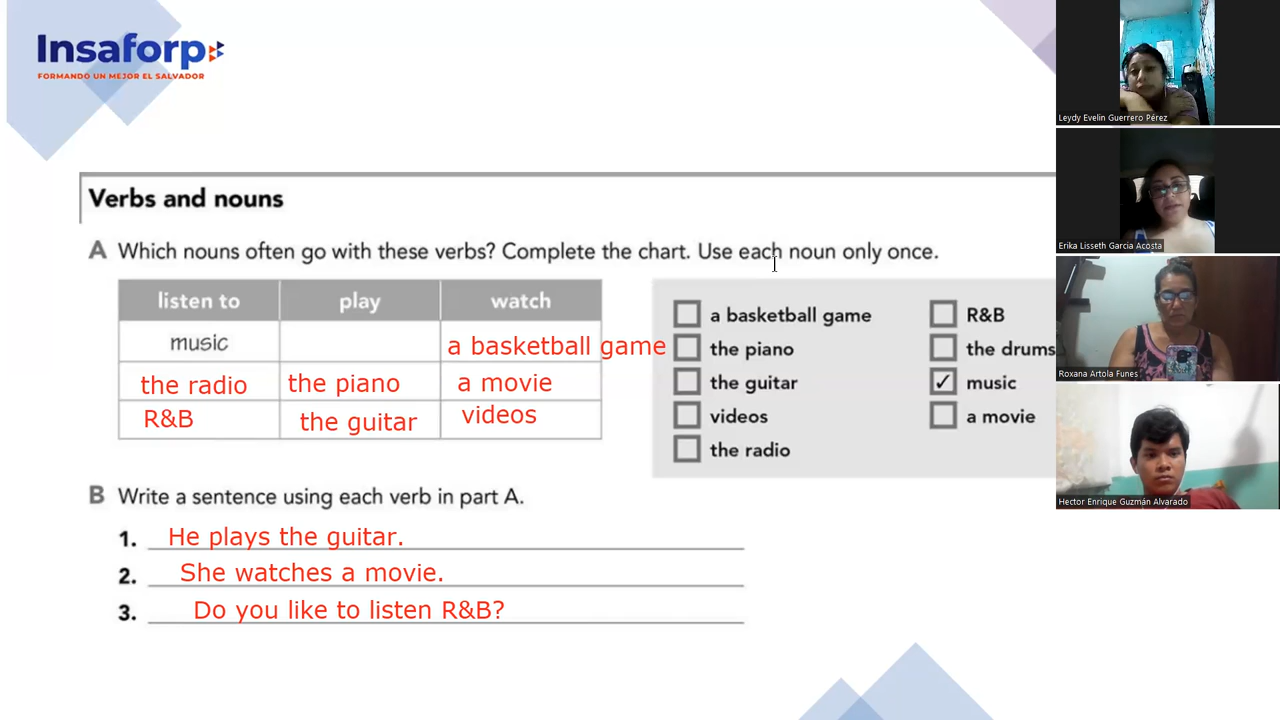 Insaforp
FORMANDO UN MEJOR EL SALVADOR
Verbs and nouns
A Which nouns often go with these verbs? Complete the chart. Use each noun only once.
listen to play watch
music a basketball game
the radio the piano a movie
R&B the guitar videos
a basketball game R&B
the piano the drums
the guitar music
videos a movie
the radio
B Write a sentence using each verb in part A.
1. He plays the guitar.
2. She watches a movie.
3. Do you like to listen R&B?
Leydy Evelin Guerrero Pérez
Erika Lisseth Garcia Acosta
Roxana Artola Funes
Hector Enrique Guzmán Alvarado